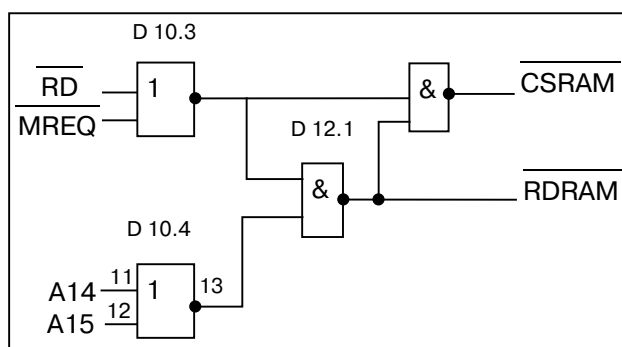 D 10.3
RD
MREQ
1
&
CSRAM
D 12.1
&
RDRAM
D 10.4
A14
11
A15
12
1
13